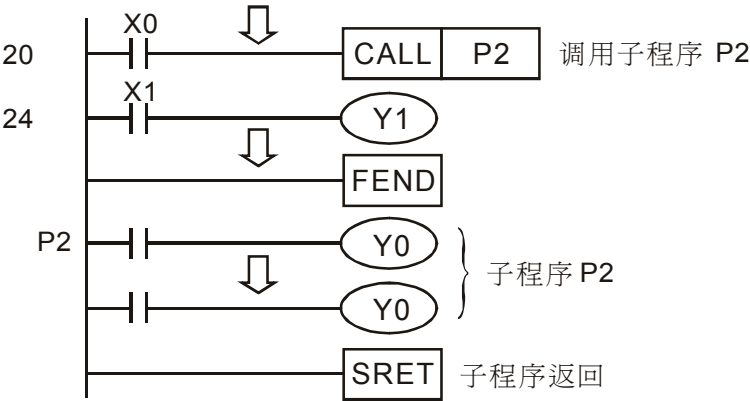 X0
20 CALL P2 调用子程序 P2
X1
24 Y1
FEND
P2 Y0
子程序 P2
Y0
SRET 子程序返回